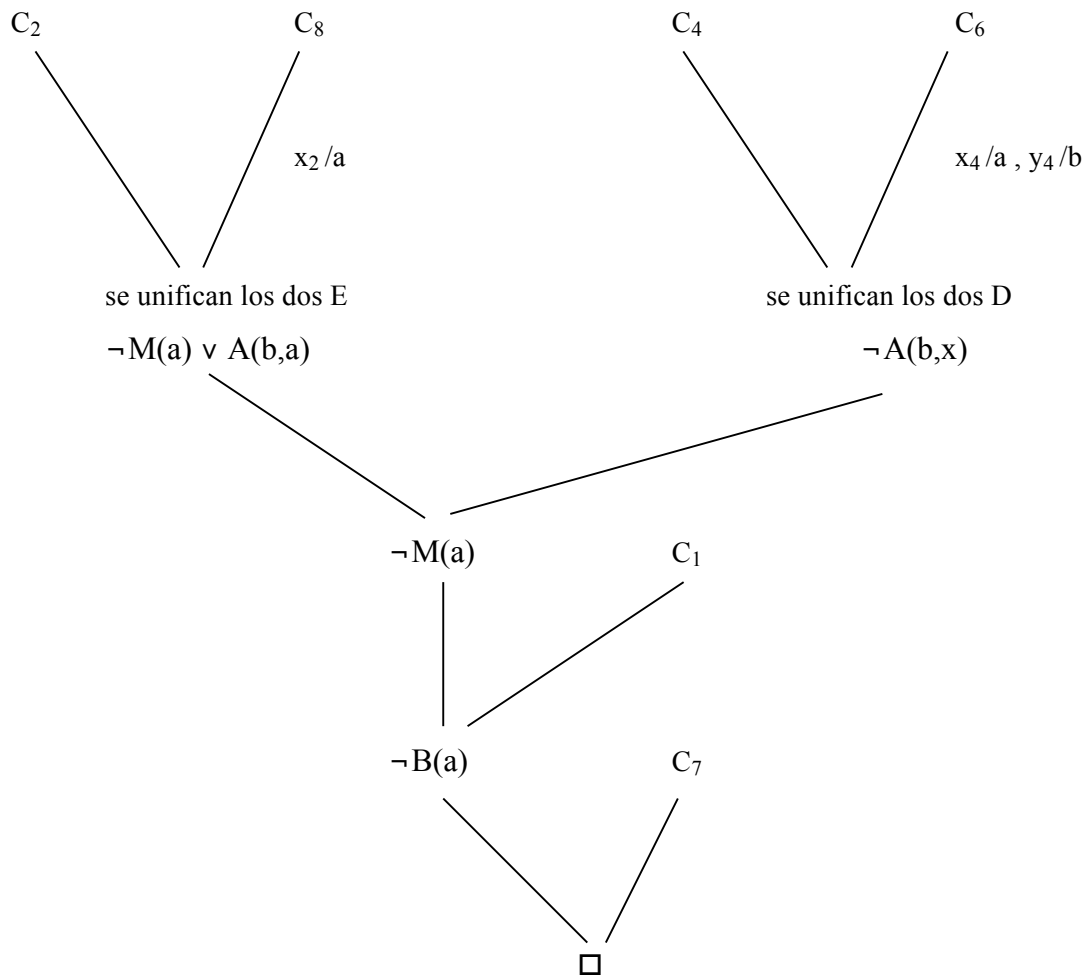 C₂ C₈ C₄ C₆
x₂/a x₄/a , y₄/b
se unifican los dos E se unifican los dos D
¬M(a) ∨ A(b,a) ¬A(b,x)
¬M(a) C₁
¬B(a) C₇
□